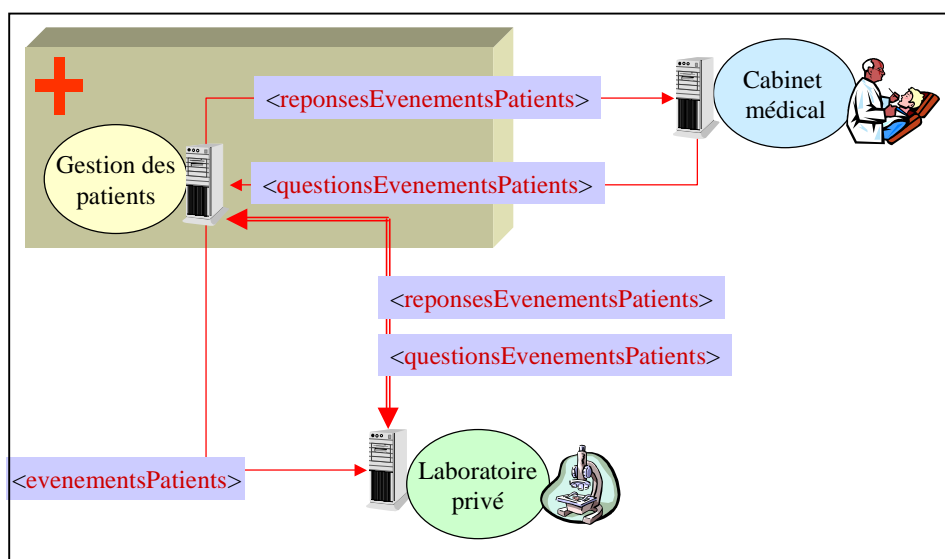 <reponsesEvenementsPatients>
Cabinet
médical
Gestion des
patients
<questionsEvenementsPatients>
<reponsesEvenementsPatients>
<questionsEvenementsPatients>
<evenementsPatients>
Laboratoire
privé